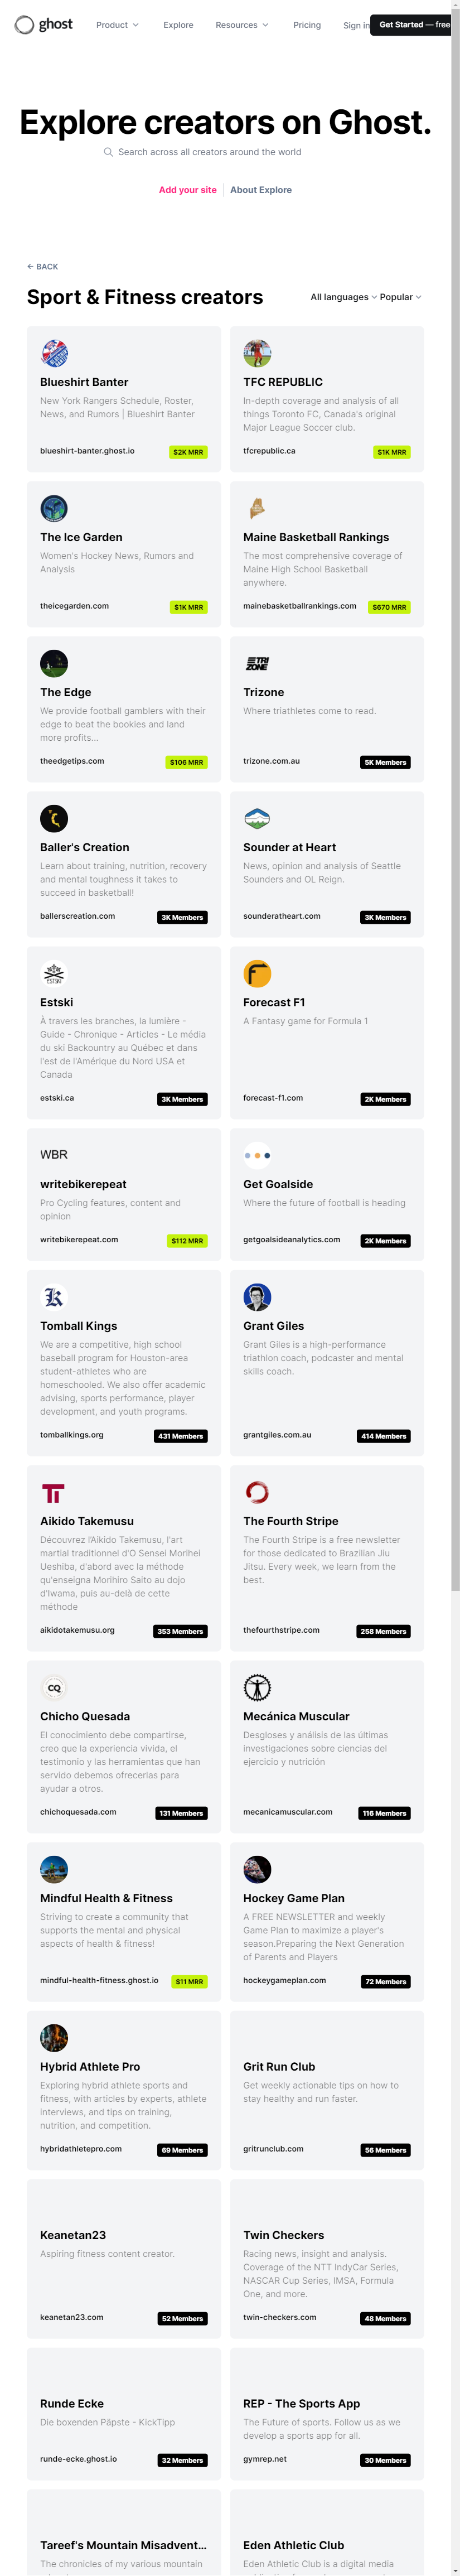 ghost
Product
Explore
Resources
Pricing
Sign in
Get Started — free
Explore creators on Ghost.
Search across all creators around the world
Add your site
About Explore
← BACK
Sport & Fitness creators
All languages
Popular
Blueshirt Banter
New York Rangers Schedule, Roster,
News, and Rumors | Blueshirt Banter
blueshirt-banter.ghost.io
$2K MRR
TFC REPUBLIC
In-depth coverage and analysis of all
things Toronto FC, Canada's original
Major League Soccer club.
tfcrepublic.ca
$1K MRR
The Ice Garden
Women's Hockey News, Rumors and
Analysis
theicegarden.com
$1K MRR
Maine Basketball Rankings
The most comprehensive coverage of
Maine High School Basketball
anywhere.
mainebasketballrankings.com
$670 MRR
The Edge
We provide football gamblers with their
edge to beat the bookies and land
more profits...
theedgetips.com
$106 MRR
TRI
ZONE
Trizone
Where triathletes come to read.
trizone.com.au
5K Members
Baller's Creation
Learn about training, nutrition, recovery
and mental toughness it takes to
succeed in basketball!
ballerscreation.com
3K Members
Sounder at Heart
News, opinion and analysis of Seattle
Sounders and OL Reign.
sounderatheart.com
3K Members
ESTSKI
Estski
À travers les branches, la lumière -
Guide - Chronique - Articles - Le média
du ski Backountry au Québec et dans
l'est de l'Amérique du Nord USA et
Canada
estski.ca
3K Members
Forecast F1
A Fantasy game for Formula 1
forecast-f1.com
2K Members
WBR
writebikerepeat
Pro Cycling features, content and
opinion
writebikerepeat.com
$112 MRR
Get Goalside
Where the future of football is heading
getgoalsideanalytics.com
2K Members
k
Tomball Kings
We are a competitive, high school
baseball program for Houston-area
student-athletes who are
homeschooled. We also offer academic
advising, sports performance, player
development, and youth programs.
tomballkings.org
431 Members
Grant Giles
Grant Giles is a high-performance
triathlon coach, podcaster and mental
skills coach.
grantgiles.com.au
414 Members
Aikido Takemusu
Découvrez l'Aïkido Takemusu, l'art
martial traditionnel d'O Sensei Morihei
Ueshiba, d'abord avec la méthode
qu'enseigna Morihiro Saito au dojo
d'Iwama, puis au-delà de cette
méthode
aikidotakemusu.org
353 Members
The Fourth Stripe
The Fourth Stripe is a free newsletter
for those dedicated to Brazilian Jiu
Jitsu. Every week, we learn from the
best.
thefourthstripe.com
258 Members
CQ
Chicho Quesada
El conocimiento debe compartirse,
creo que la experiencia vivida, el
testimonio y las herramientas que han
servido debemos ofrecerlas para
ayudar a otros.
chichoquesada.com
131 Members
Mecánica Muscular
Desgloses y análisis de las últimas
investigaciones sobre ciencias del
ejercicio y nutrición
mecanicamuscular.com
116 Members
Mindful Health & Fitness
Striving to create a community that
supports the mental and physical
aspects of health & fitness!
mindful-health-fitness.ghost.io
$11 MRR
Hockey Game Plan
A FREE NEWSLETTER and weekly
Game Plan to maximize a player's
season.Preparing the Next Generation
of Parents and Players
hockeygameplan.com
72 Members
Hybrid Athlete Pro
Exploring hybrid athlete sports and
fitness, with articles by experts, athlete
interviews, and tips on training,
nutrition, and competition.
hybridathletepro.com
69 Members
Grit Run Club
Get weekly actionable tips on how to
stay healthy and run faster.
gritrunclub.com
56 Members
Keanetan23
Aspiring fitness content creator.
keanetan23.com
52 Members
Twin Checkers
Racing news, insight and analysis.
Coverage of the NTT IndyCar Series,
NASCAR Cup Series, IMSA, Formula
One, and more.
twin-checkers.com
48 Members
Runde Ecke
Die boxenden Päpste - KickTipp
runde-ecke.ghost.io
32 Members
REP - The Sports App
The Future of sports. Follow us as we
develop a sports app for all.
gymrep.net
30 Members
Tareef's Mountain Misadvent...
The chronicles of my various mountain
Eden Athletic Club
Eden Athletic Club is a digital media